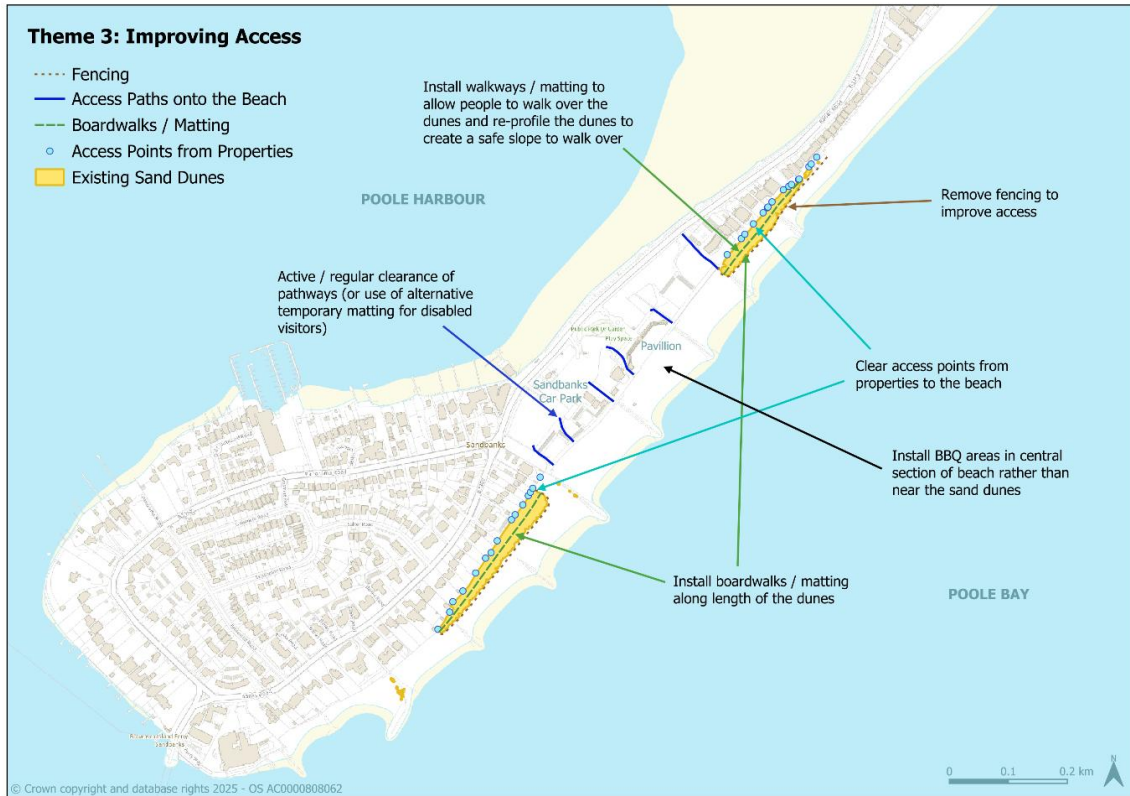 Theme 3: Improving Access
Fencing
Access Paths onto the Beach
Boardwalks / Matting
Access Points from Properties
Existing Sand Dunes
Install walkways / matting to
allow people to walk over the
dunes and re-profile the dunes to
create a safe slope to walk over
POOLE HARBOUR
Remove fencing to
improve access
Active / regular clearance of
pathways (or use of alternative
temporary matting for disabled
visitors)
Pavillion
Clear access points from
properties to the beach
Sandbanks
Car Park
Sandbanks
Install BBQ areas in central
section of beach rather than
near the sand dunes
Install boardwalks / matting
along length of the dunes
POOLE BAY
Sandbanks
N
0 0.1 0.2 km
© Crown copyright and database rights 2025 - OS AC0000808062